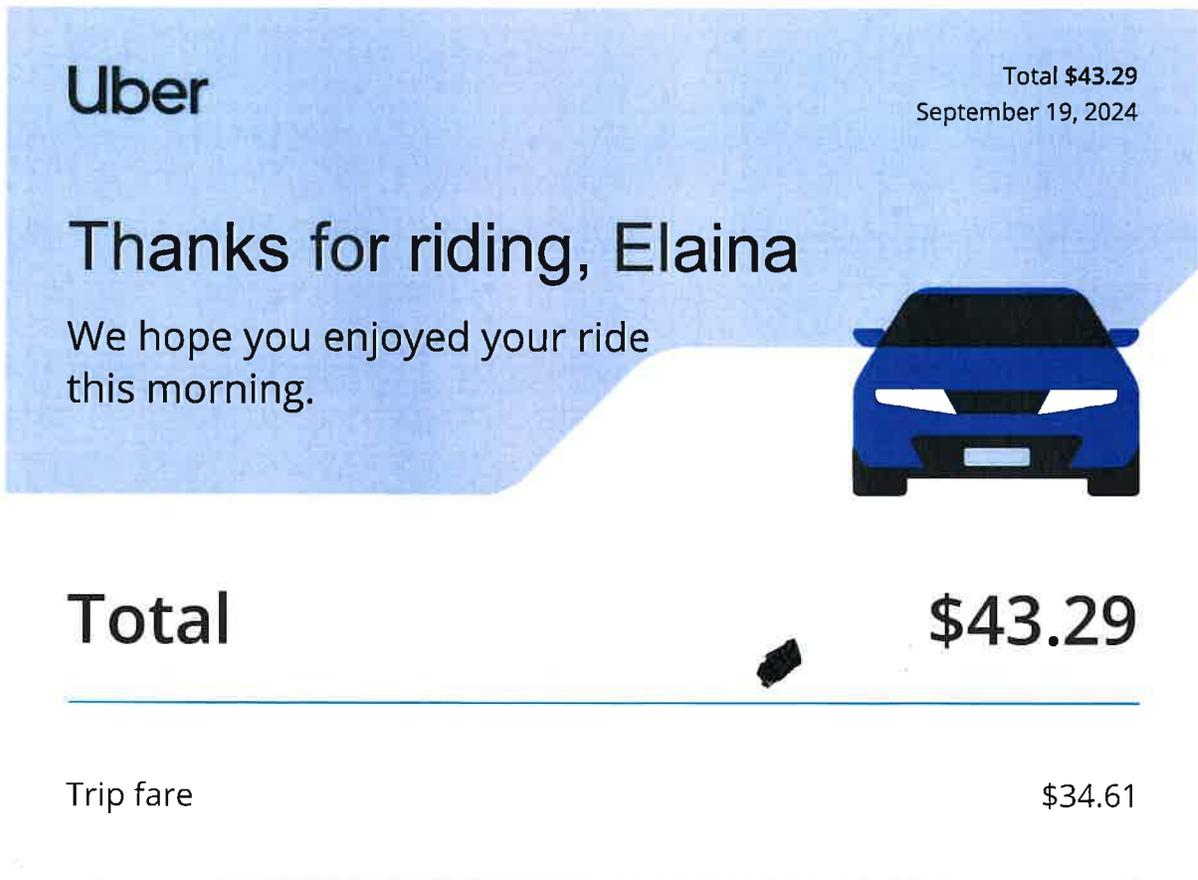 Uber
Total $43.29
September 19, 2024
Thanks for riding, Elaina
We hope you enjoyed your ride
this morning.
Total $43.29
Trip fare $34.61